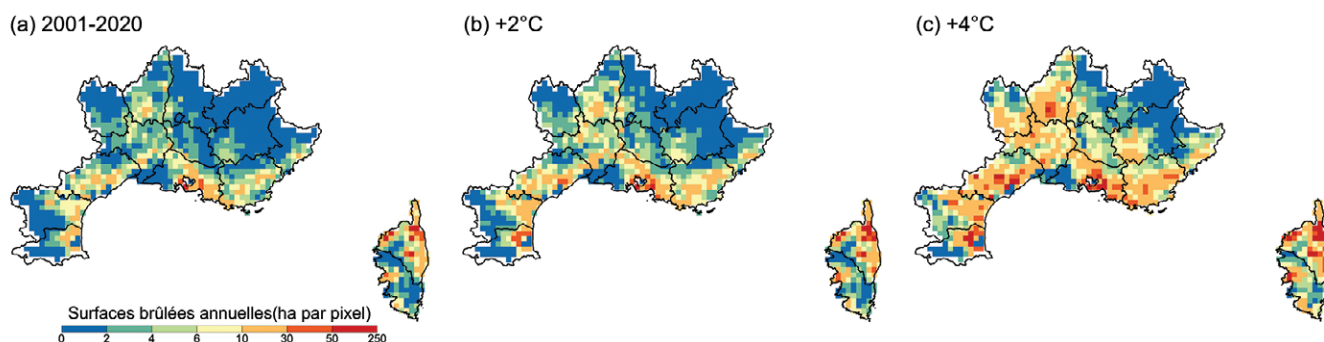 (a) 2001-2020
(b) +2°C
(c) +4°C
Surfaces brûlées annuelles(ha par pixel)
0 2 4 6 10 30 50 250